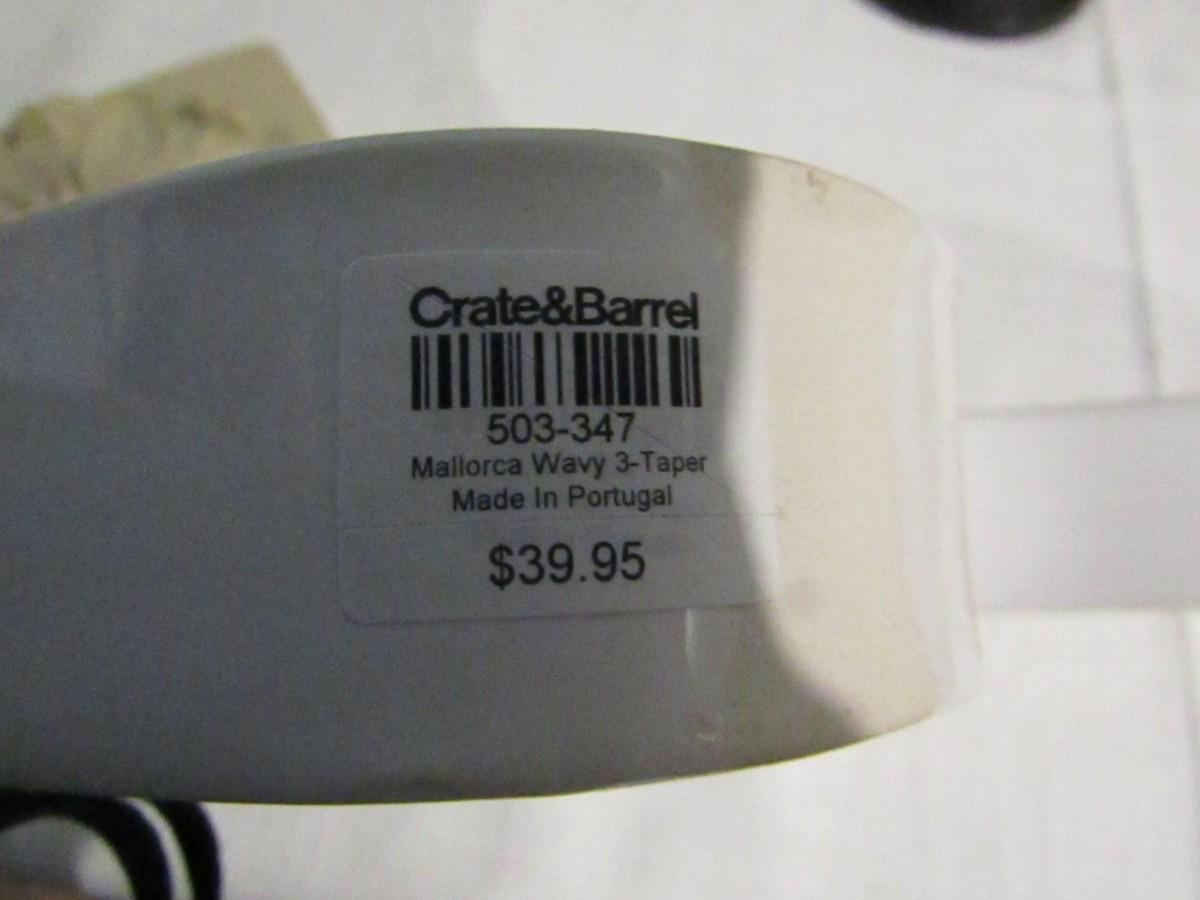 Crate&Barrel
503-347
Mallorca Wavy 3-Taper
Made In Portugal
$39.95